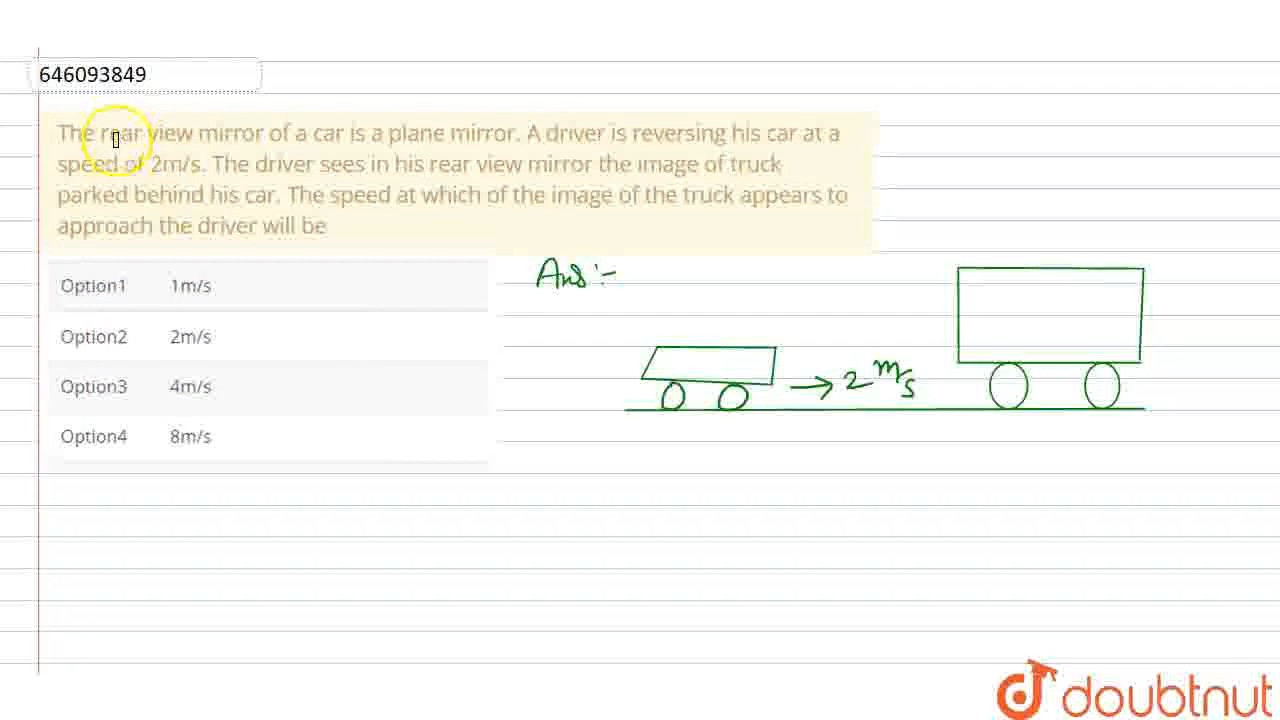 646093849
The rear view mirror of a car is a plane mirror. A driver is reversing his car at a
speed of 2m/s. The driver sees in his rear view mirror the image of truck
parked behind his car. The speed at which of the image of the truck appears to
approach the driver will be
Option1 1m/s
Option2 2m/s
Option3 4m/s
Option4 8m/s
Ans :-
→ 2 m/s
doubtnut